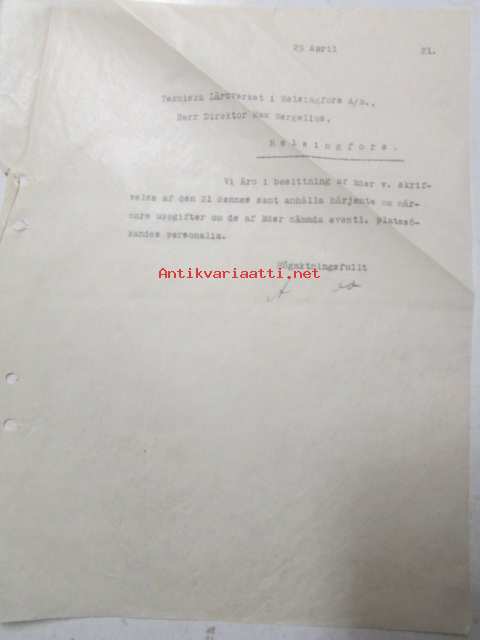 25 April 21.
Tekniska Läroverket i Helsingfors A/B.,
Herr Direktor Max Sergelius.
Helsingfors.
Vi äro i besittning af Eder v. skrif-
velse af den 21 dennes samt anhålla härjemte om när-
mare uppgifter om de af Eder nämnda eventl. platssö-
kandes personalia.
Högaktningsfullt
Antikvariaatti.net